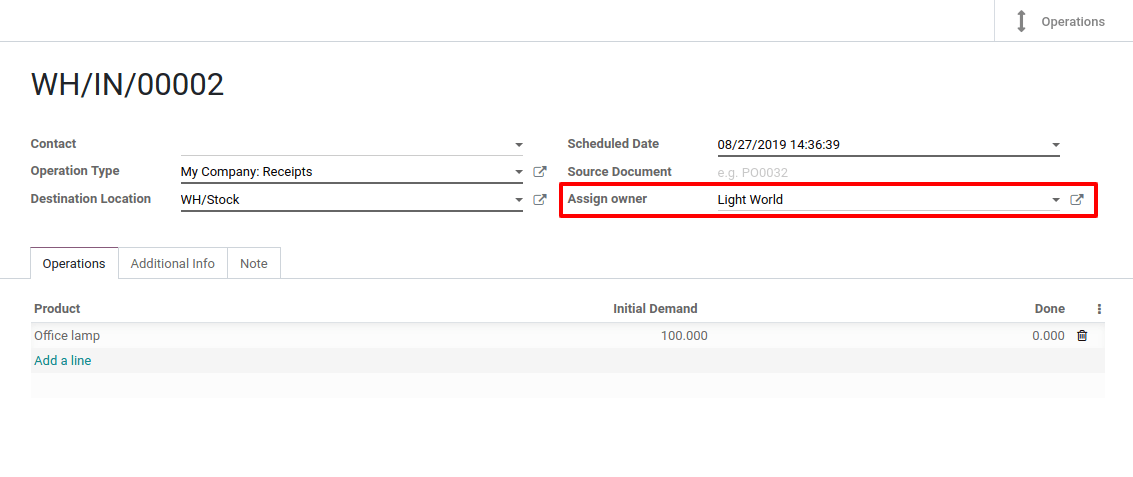 Operations
WH/IN/00002
Contact
Scheduled Date 08/27/2019 14:36:39
Operation Type My Company: Receipts
Source Document e.g. PO0032
Destination Location WH/Stock
Assign owner Light World
Operations Additional Info Note
Product Initial Demand Done
Office lamp 100.000 0.000
Add a line